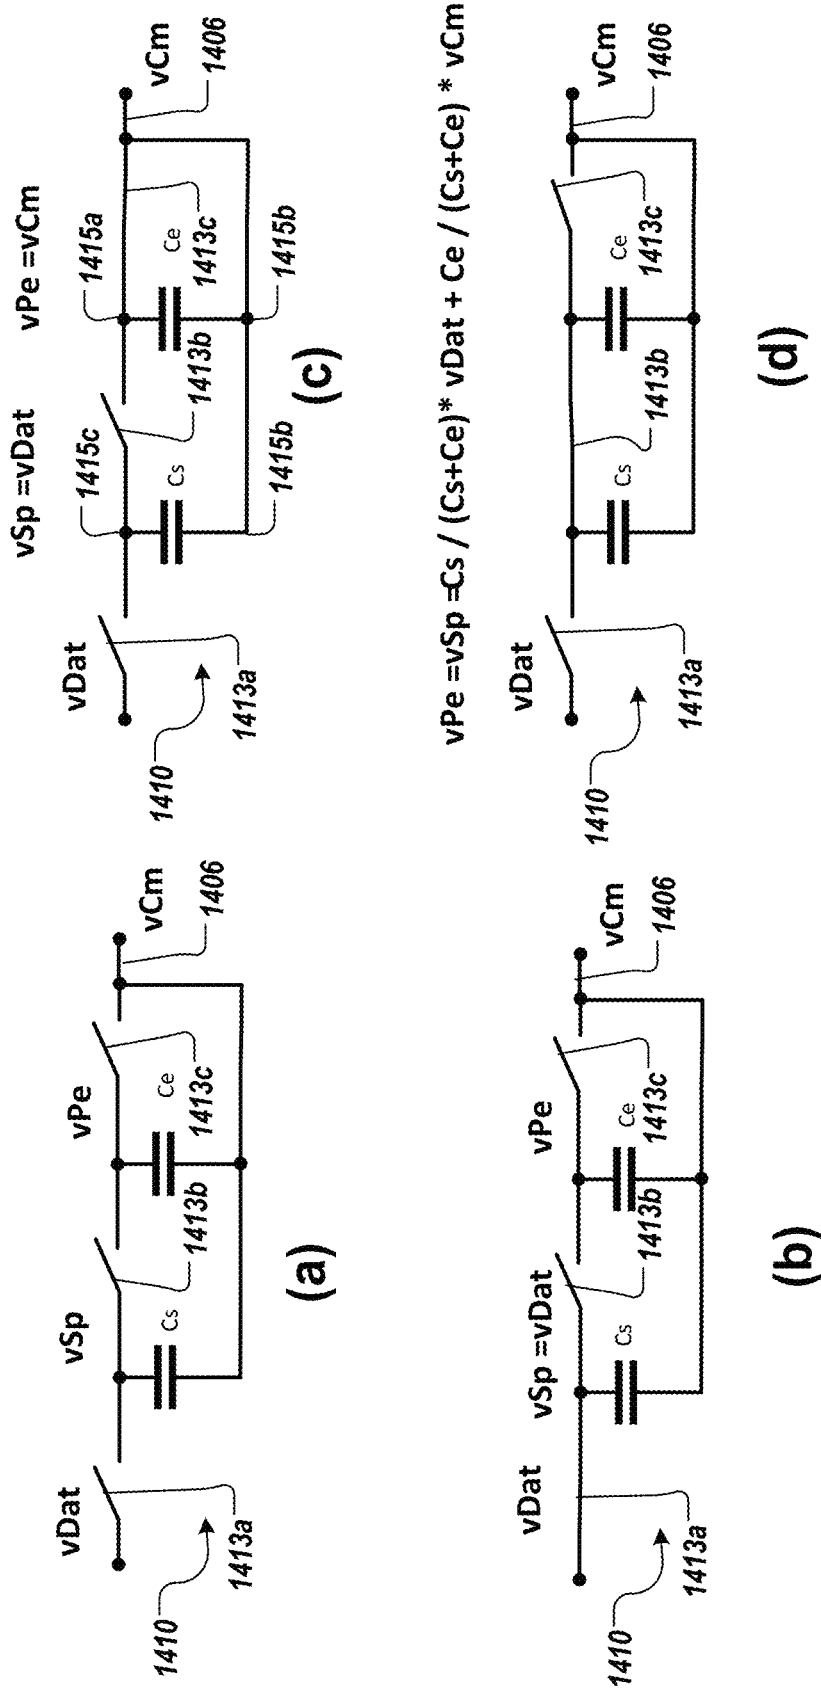 vDat
vSp
vPe
vCm
1406
Cs
Ce
1410
1413a
1413b
1413c
(a)
vDat
vSp =vDat
vPe
vCm
1406
Cs
Ce
1410
1413a
1413b
1413c
(b)
vSp =vDat
vPe =vCm
1415c
1415a
vDat
vCm
1406
Cs
Ce
1410
1413a
1413b
1413c
1415b
1415b
(c)
vPe =vSp =Cs / (Cs+Ce)* vDat + Ce / (Cs+Ce) * vCm
vDat
vCm
1406
Cs
Ce
1410
1413a
1413b
1413c
(d)